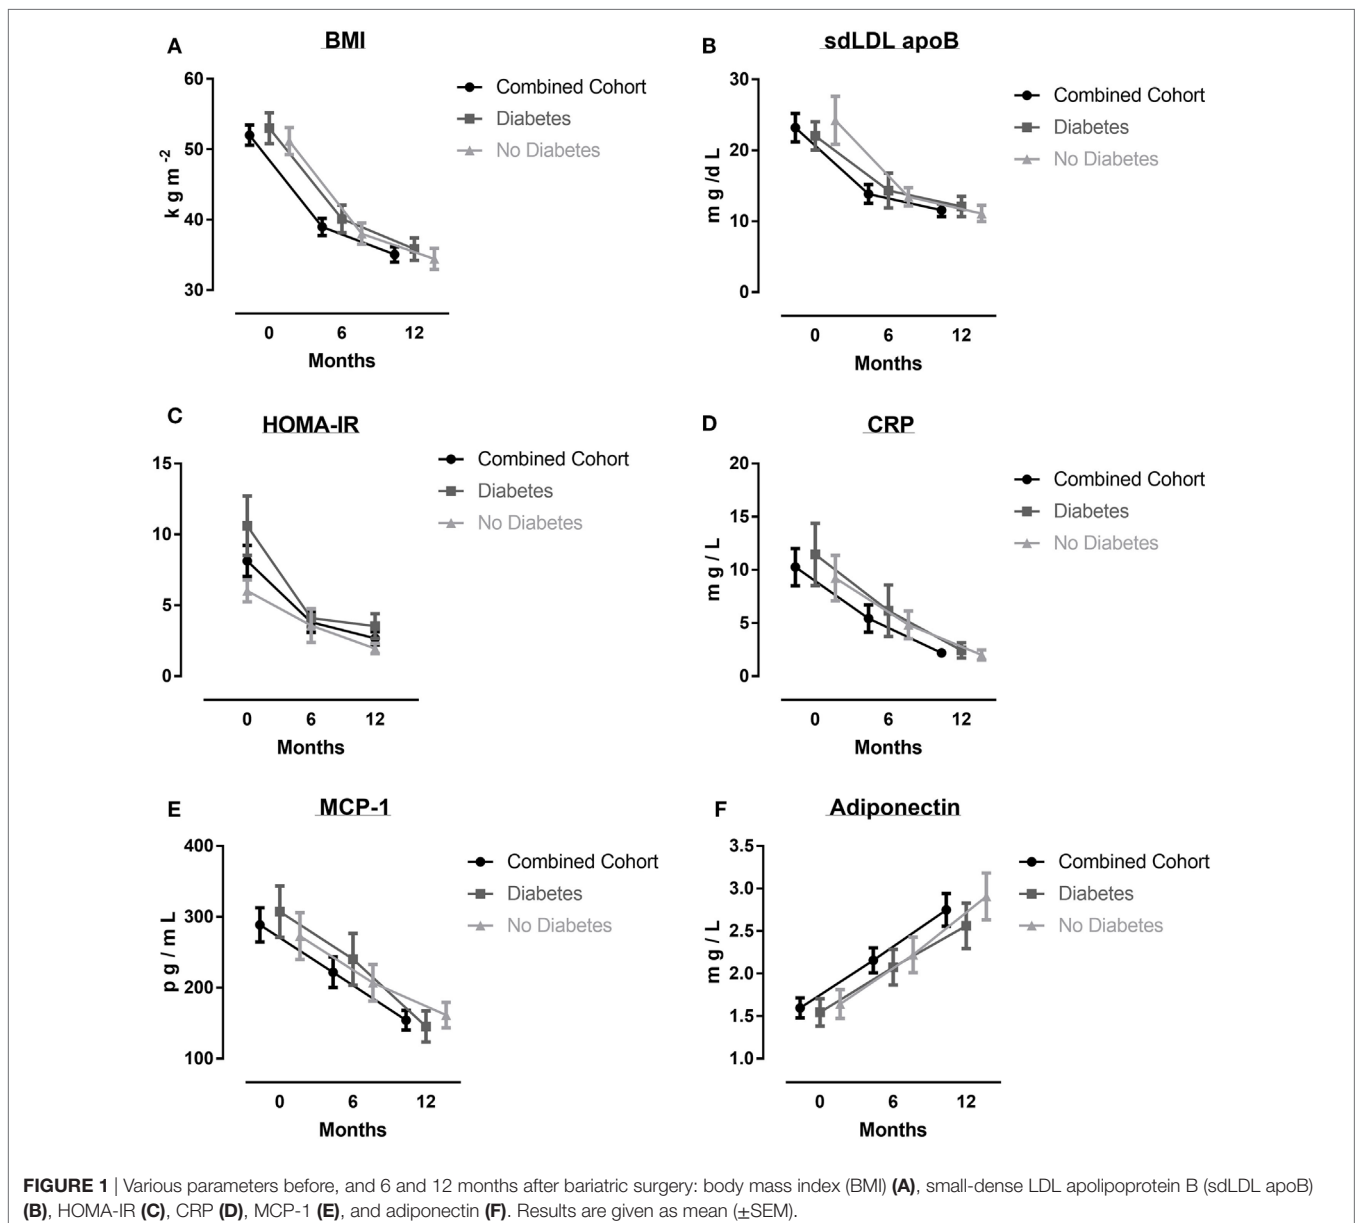 A
BMI
60
50
40
30
kg m -2
0 6 12
Months
Combined Cohort
Diabetes
No Diabetes
B
sdLDL apoB
30
20
10
0
mg/dL
0 6 12
Months
Combined Cohort
Diabetes
No Diabetes
C
HOMA-IR
15
10
5
0
0 6 12
Months
Combined Cohort
Diabetes
No Diabetes
D
CRP
20
15
10
5
0
mg/L
0 6 12
Months
Combined Cohort
Diabetes
No Diabetes
E
MCP-1
400
300
200
100
pg/mL
0 6 12
Months
Combined Cohort
Diabetes
No Diabetes
F
Adiponectin
3.5
3.0
2.5
2.0
1.5
1.0
mg/L
0 6 12
Months
Combined Cohort
Diabetes
No Diabetes
FIGURE 1 | Various parameters before, and 6 and 12 months after bariatric surgery: body mass index (BMI) (A), small-dense LDL apolipoprotein B (sdLDL apoB)
(B), HOMA-IR (C), CRP (D), MCP-1 (E), and adiponectin (F). Results are given as mean (±SEM).